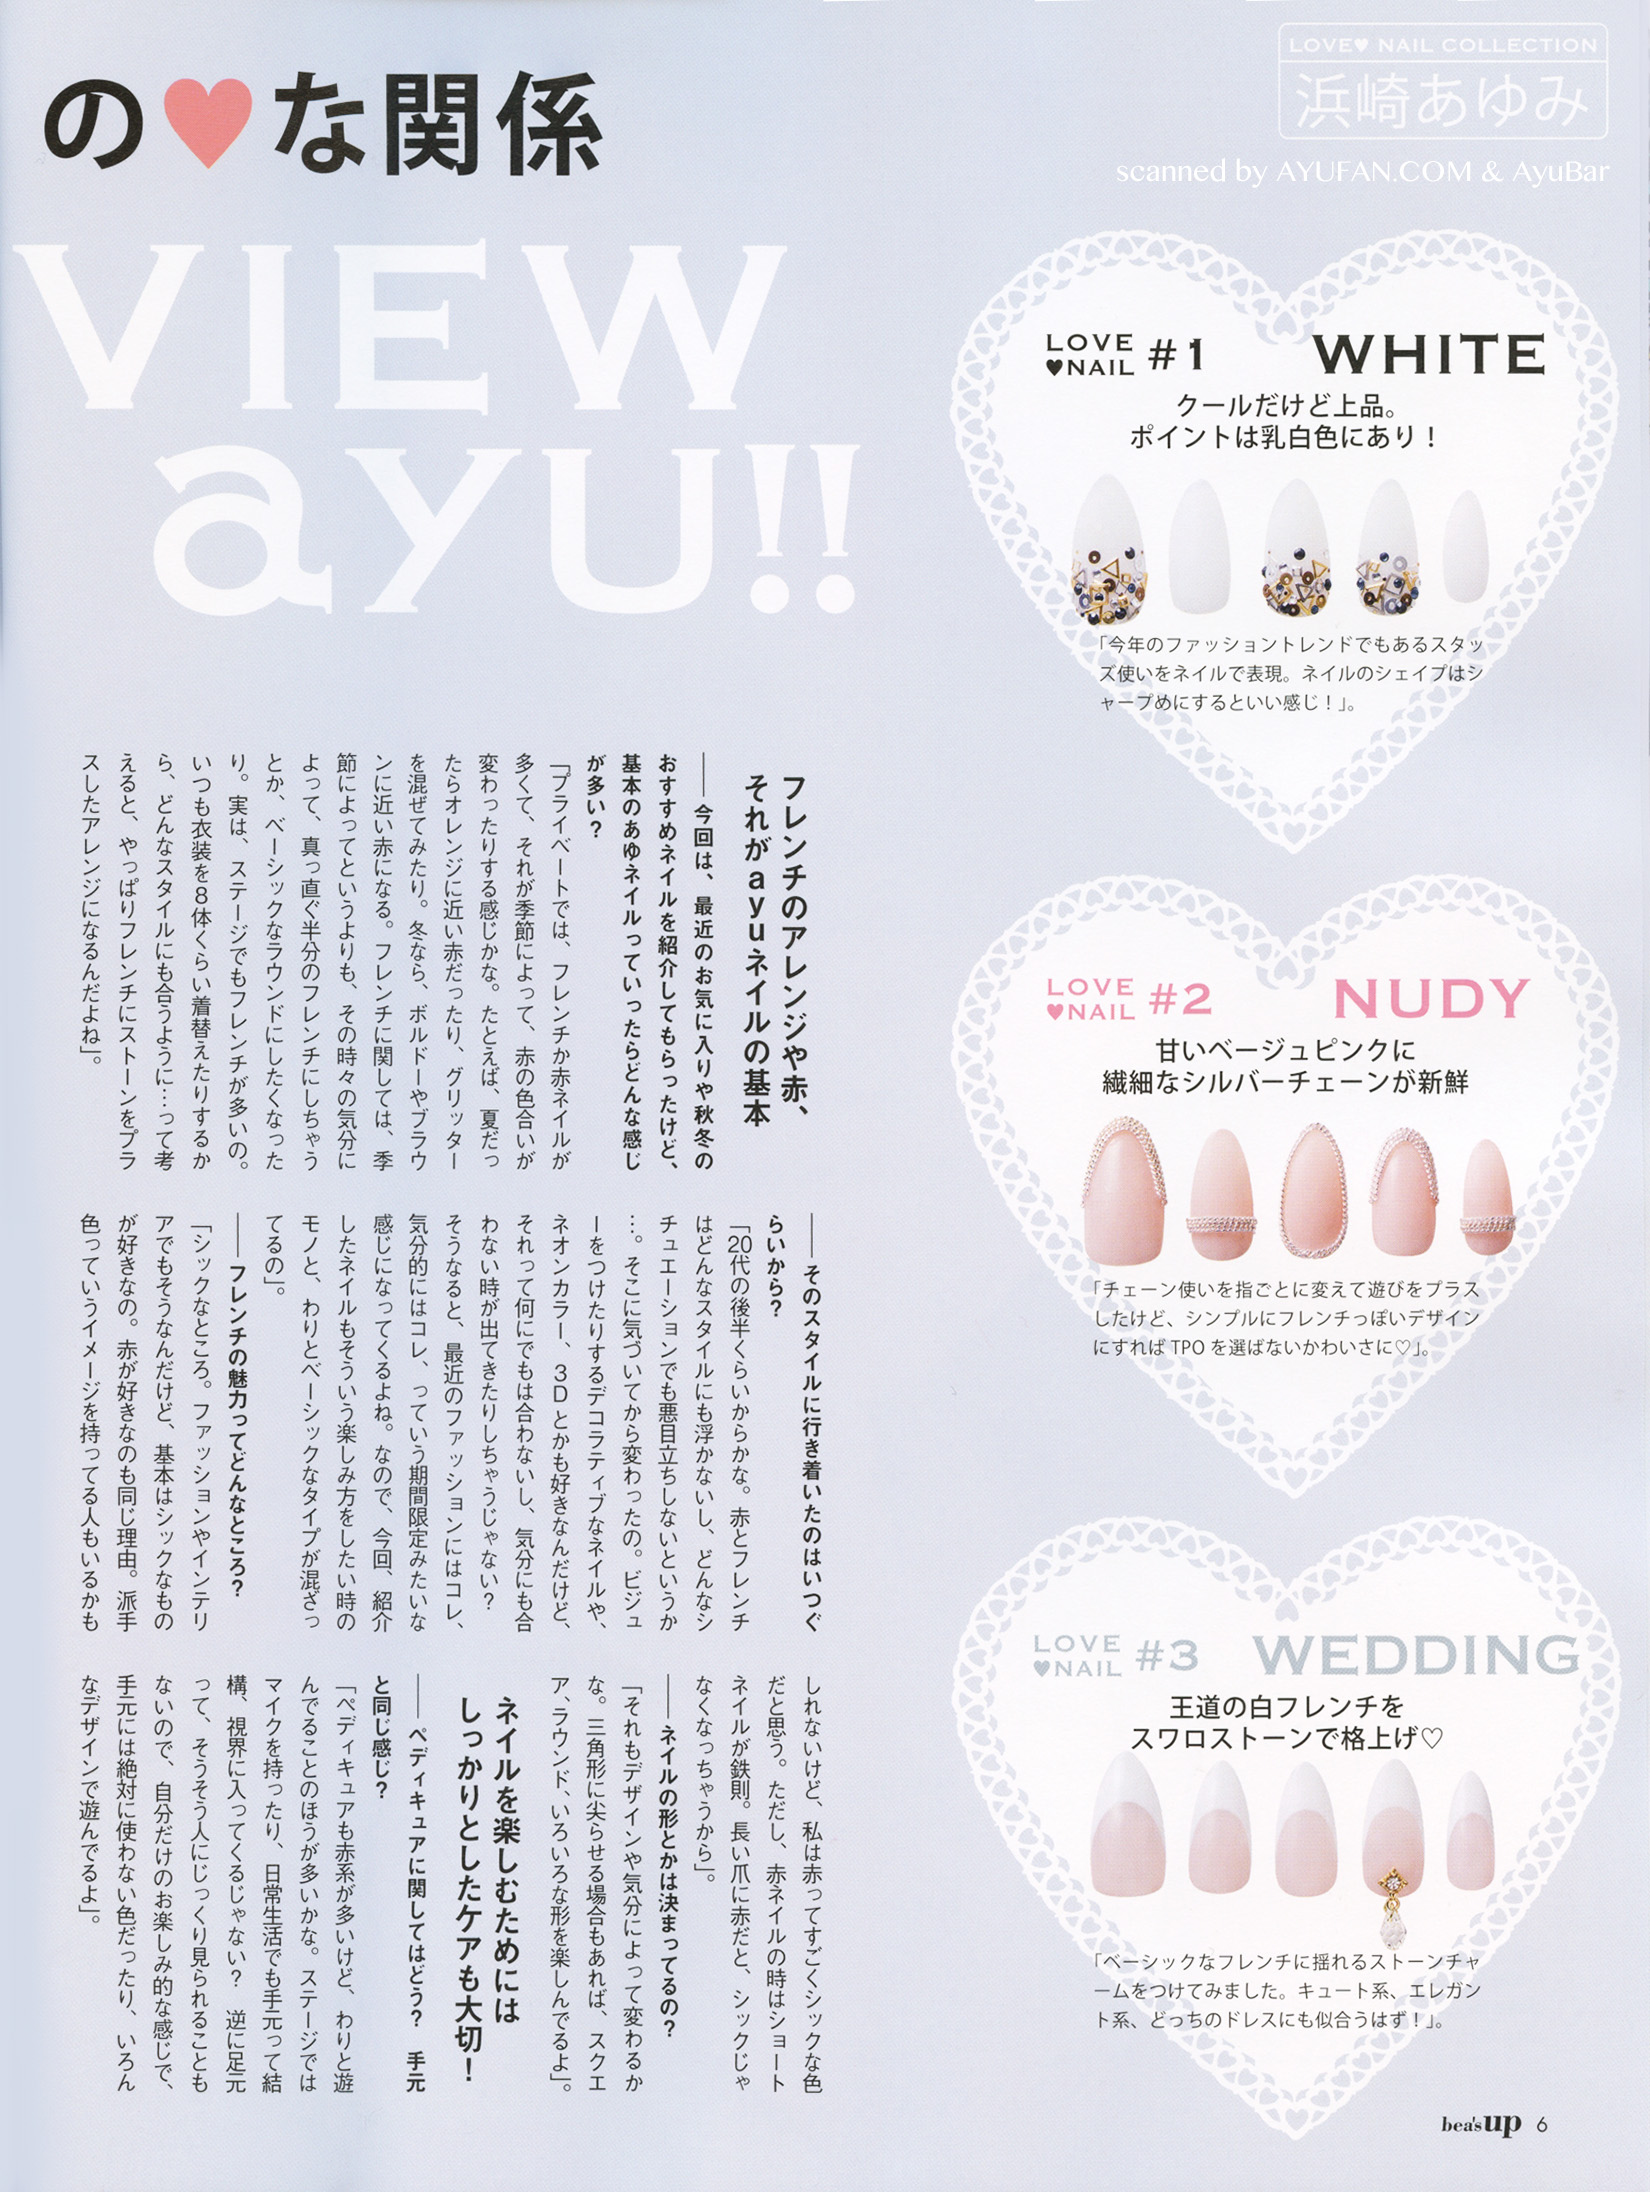 の♥な関係
VIEW
ayu!!
LOVE♥ NAIL COLLECTION
浜崎あゆみ
scanned by AYUFAN.COM & AyuBar
LOVE ♥NAIL #1 WHITE
クールだけど上品。
ポイントは乳白色にあり！
「今年のファッショントレンドでもあるスタッ
ズ使いをネイルで表現。ネイルのシェイプはシ
ャープめにするといい感じ！」。
LOVE ♥NAIL #2 NUDY
甘いベージュピンクに
繊細なシルバーチェーンが新鮮
「チェーン使いを指ごとに変えて遊びをプラス
したけど、シンプルにフレンチっぽいデザイン
にすれば TPO を選ばないかわいさに♡」。
LOVE ♥NAIL #3 WEDDING
王道の白フレンチを
スワロストーンで格上げ♡
「ベーシックなフレンチに揺れるストーンチャ
ームをつけてみました。キュート系、エレガン
ト系、どっちのドレスにも似合うはず！」。
フレンチのアレンジや赤、
それがayuネイルの基本
――今回は、最近のお気に入りや秋冬の
おすすめネイルを紹介してもらったけど、
基本のあゆネイルっていったらどんな感じ
が多い？
「プライベートでは、フレンチか赤ネイルが
多くて、それが季節によって、赤の色合いが
変わったりする感じかな。たとえば、夏だっ
たらオレンジに近い赤だったり、グリッター
を混ぜてみたり。冬なら、ボルドーやブラウ
ンに近い赤になる。フレンチに関しては、季
節によってというよりも、その時々の気分に
よって、真っ直ぐ半分のフレンチにしちゃう
とか、ベーシックなラウンドにしたくなった
り。実は、ステージでもフレンチが多いの。
いつも衣装を８体くらい着替えたりするか
ら、どんなスタイルにも合うように…って考
えると、やっぱりフレンチにストーンをプラ
スしたアレンジになるんだよね」。
――そのスタイルに行き着いたのはいつぐ
らいから？
「20代の後半くらいからかな。赤とフレンチ
はどんなスタイルにも浮かないし、どんなシ
チュエーションでも悪目立ちしないというか
…。そこに気づいてから変わったの。ビジュ
ーをつけたりするデコラティブなネイルや、
ネオンカラー、３Dとかも好きなんだけど、
それって何にでもは合わないし、気分にも合
わない時が出てきたりしちゃうじゃない？
そうなると、最近のファッションにはコレ、
気分的にはコレ、っていう期間限定みたいな
感じになってくるよね。なので、今回、紹介
したネイルもそういう楽しみ方をしたい時の
モノと、わりとベーシックなタイプが混ざっ
てるの」。
――フレンチの魅力ってどんなところ？
「シックなところ。ファッションやインテリ
アでもそうなんだけど、基本はシックなもの
が好きなの。赤が好きなのも同じ理由。派手
色っていうイメージを持ってる人もいるかも
しれないけど、私は赤ってすごくシックな色
だと思う。ただし、赤ネイルの時はショート
ネイルが鉄則。長い爪に赤だと、シックじゃ
なくなっちゃうから」。
――ネイルの形とかは決まってるの？
「それもデザインや気分によって変わるか
な。三角形に尖らせる場合もあれば、スクエ
ア、ラウンド、いろいろな形を楽しんでるよ」。
ネイルを楽しむためには
しっかりとしたケアも大切！
――ペディキュアに関してはどう？　手元
と同じ感じ？
「ペディキュアも赤系が多いけど、わりと遊
んでることのほうが多いかな。ステージでは
マイクを持ったり、日常生活でも手元って結
構、視界に入ってくるじゃない？　逆に足元
って、そうそう人にじっくり見られることも
ないので、自分だけのお楽しみ的な感じで、
手元には絶対に使わない色だったり、いろん
なデザインで遊んでるよ」。
bea's up 6